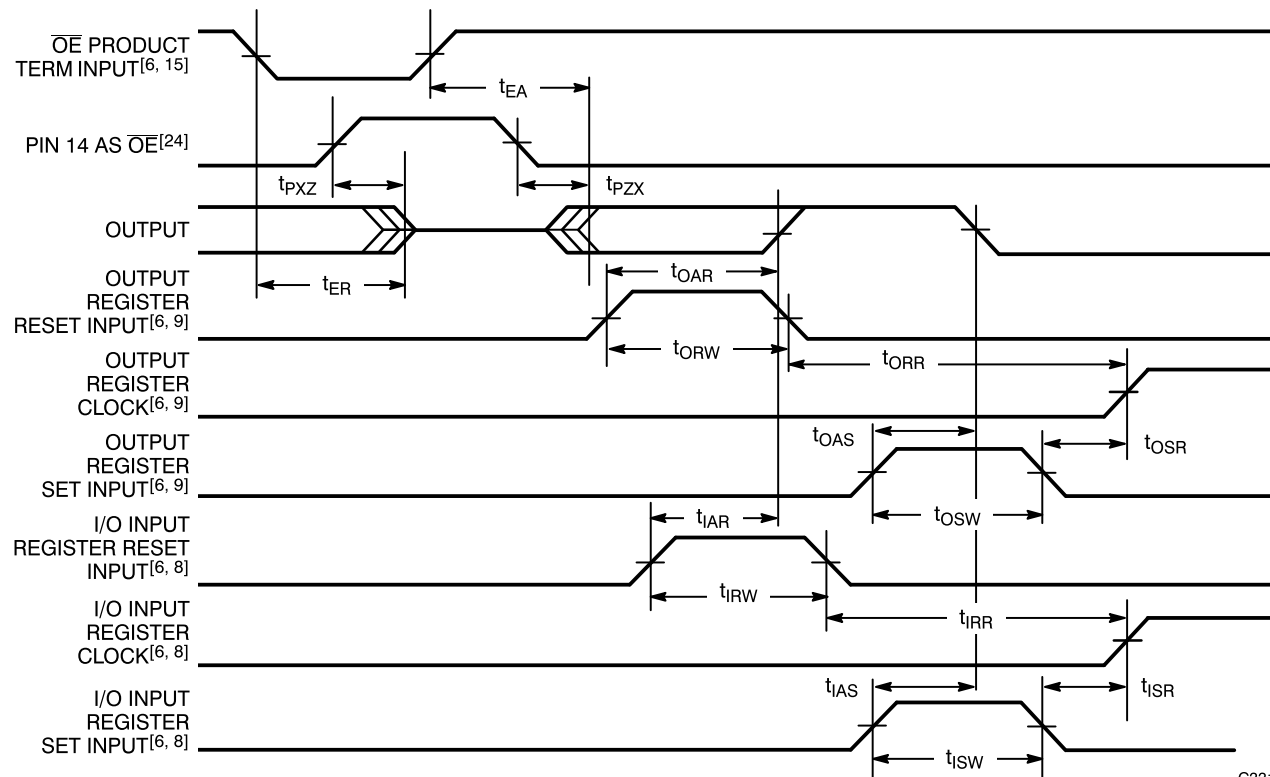 OE PRODUCT
TERM INPUT[6, 15]
tEA
PIN 14 AS OE[24]
tPXZ
tPZX
OUTPUT
tER
tOAR
OUTPUT
REGISTER
RESET INPUT[6, 9]
tORW
tORR
OUTPUT
REGISTER
CLOCK[6, 9]
tOAS
tOSR
OUTPUT
REGISTER
SET INPUT[6, 9]
tOSW
tIAR
I/O INPUT
REGISTER RESET
INPUT[6, 8]
tIRW
tIRR
I/O INPUT
REGISTER
CLOCK[6, 8]
tIAS
tISR
I/O INPUT
REGISTER
SET INPUT[6, 8]
tISW